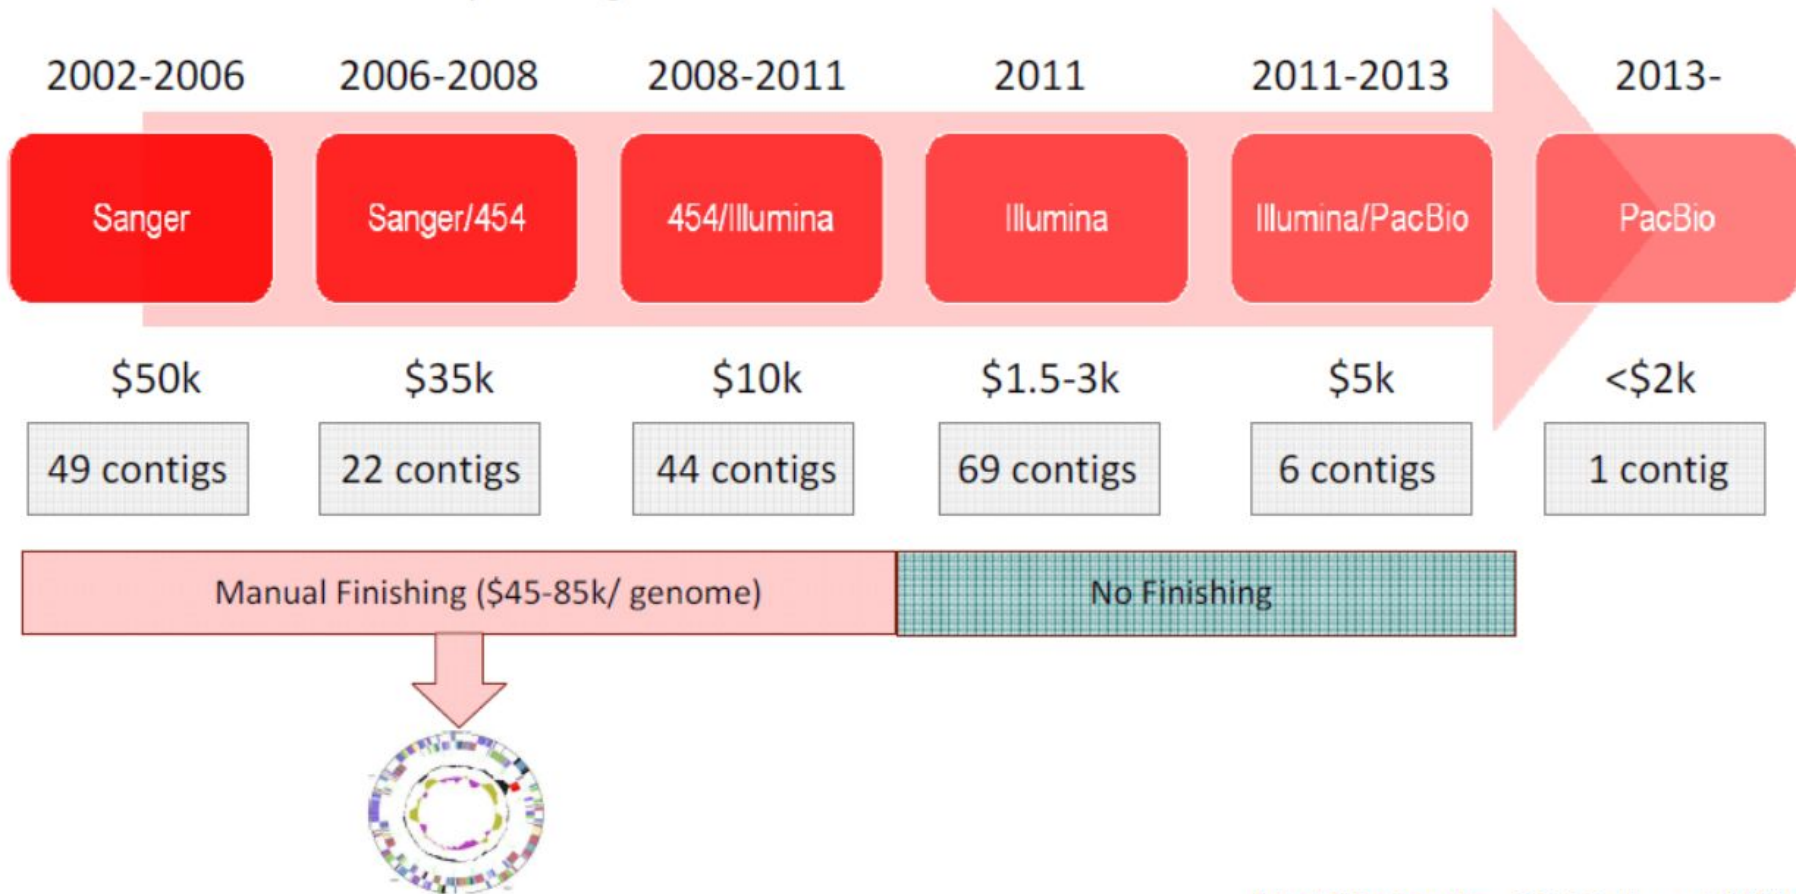 2002-2006 2006-2008 2008-2011 2011 2011-2013 2013-
Sanger Sanger/454 454/Illumina Illumina Illumina/PacBio PacBio
$50k $35k $10k $1.5-3k $5k <$2k
49 contigs 22 contigs 44 contigs 69 contigs 6 contigs 1 contig
Manual Finishing ($45-85k/ genome) No Finishing